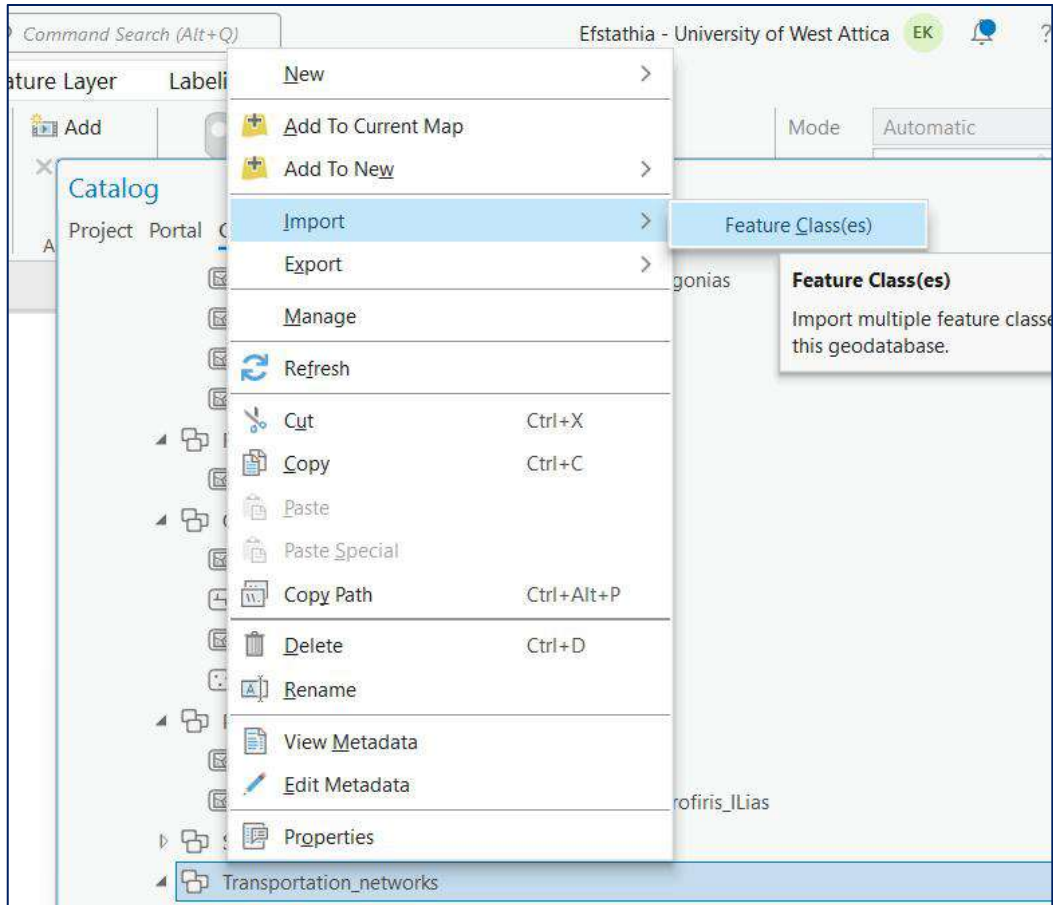 Command Search (Alt+Q)
Efstathia - University of West Attica EK ?
Feature Layer
Add
Mode Automatic
Catalog
Project Portal
New
Add To Current Map
Add To New
Import
Feature Class(es)
Export
gonias
Feature Class(es)
Import multiple feature classe
this geodatabase.
Manage
Refresh
Cut Ctrl+X
Copy Ctrl+C
Paste
Paste Special
Copy Path Ctrl+Alt+P
Delete Ctrl+D
Rename
View Metadata
Edit Metadata
rofiris_ILias
Properties
Transportation_networks